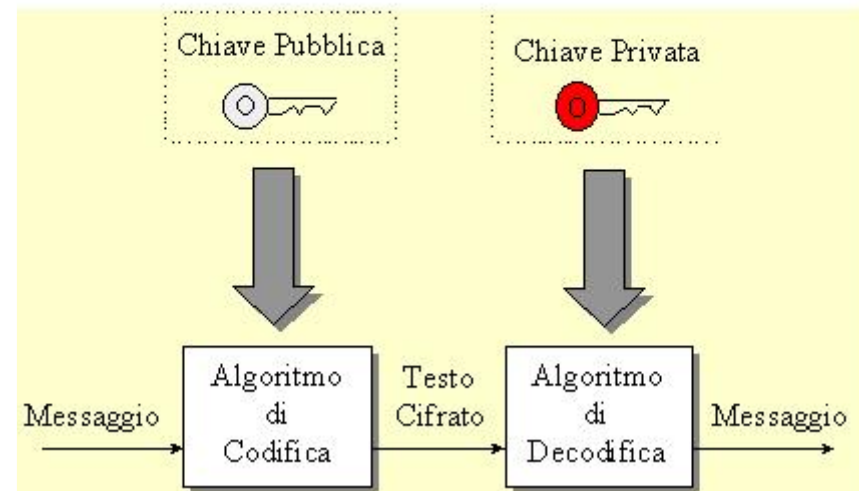 Chiave Pubblica
Chiave Privata
Messaggio
Algoritmo
di
Codifica
Testo
Cifrato
Algoritmo
di
Decodifica
Messaggio